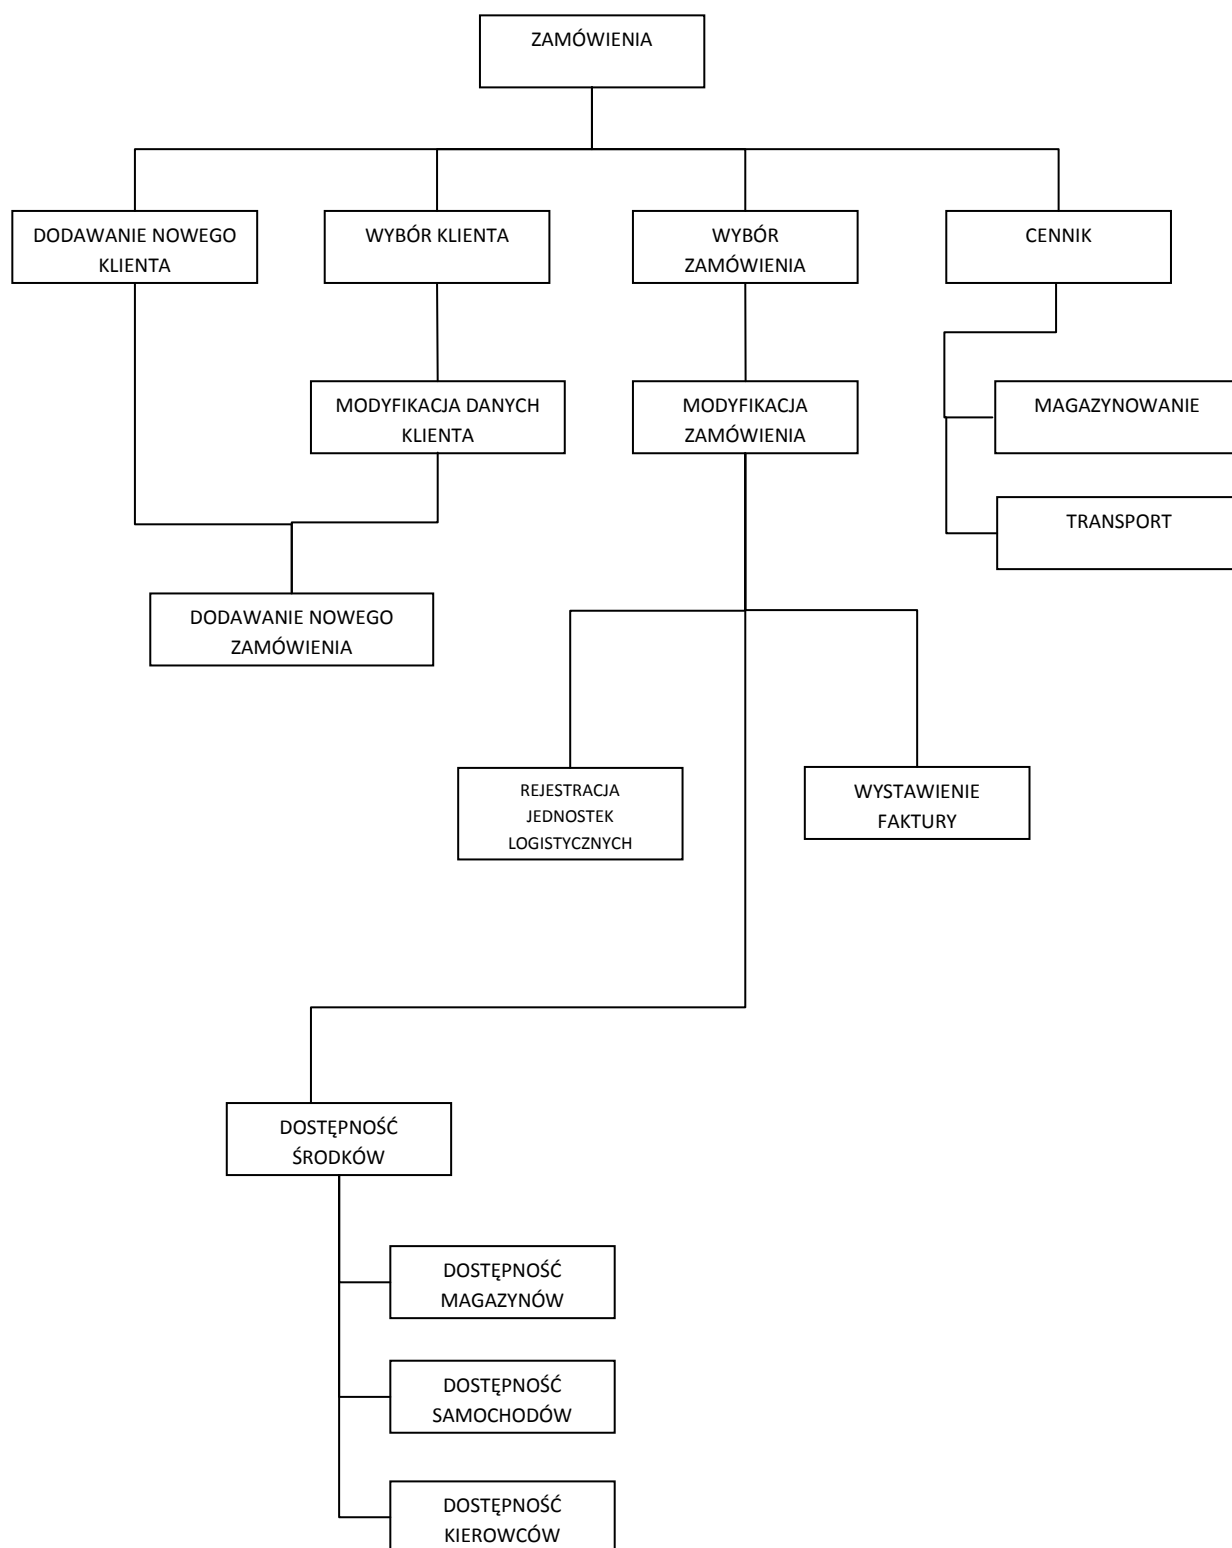 ZAMÓWIENIA
DODAWANIE NOWEGO
KLIENTA
WYBÓR KLIENTA
WYBÓR
ZAMÓWIENIA
CENNIK
MODYFIKACJA DANYCH
KLIENTA
MODYFIKACJA
ZAMÓWIENIA
MAGAZYNOWANIE
TRANSPORT
DODAWANIE NOWEGO
ZAMÓWIENIA
REJESTRACJA
JEDNOSTEK
LOGISTYCZNYCH
WYSTAWIENIE
FAKTURY
DOSTĘPNOŚĆ
ŚRODKÓW
DOSTĘPNOŚĆ
MAGAZYNÓW
DOSTĘPNOŚĆ
SAMOCHODÓW
DOSTĘPNOŚĆ
KIEROWCÓW